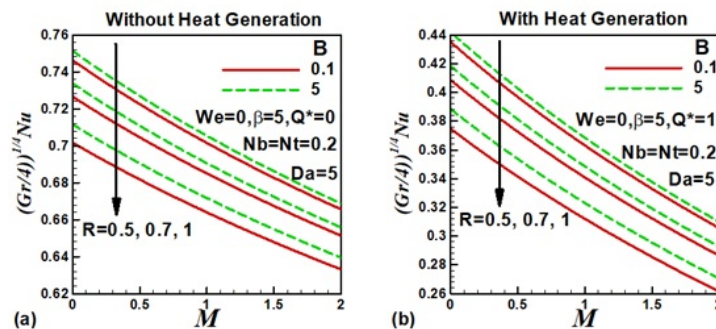 Without Heat Generation
0.76
0.74
0.72
0.7
0.68
0.66
0.64
0.62
(Gr/4))^1/4 Nu
B
0.1
5
We=0,β=5,Q*=0
Nb=Nt=0.2
Da=5
R=0.5, 0.7, 1
0 0.5 1 1.5 2
(a)
M
With Heat Generation
0.44
0.42
0.4
0.38
0.36
0.34
0.32
0.3
0.28
0.26
(Gr/4))^1/4 Nu
B
0.1
5
We=0,β=5,Q*=1
Nb=Nt=0.2
Da=5
R=0.5, 0.7, 1
0 0.5 1 1.5 2
(b)
M